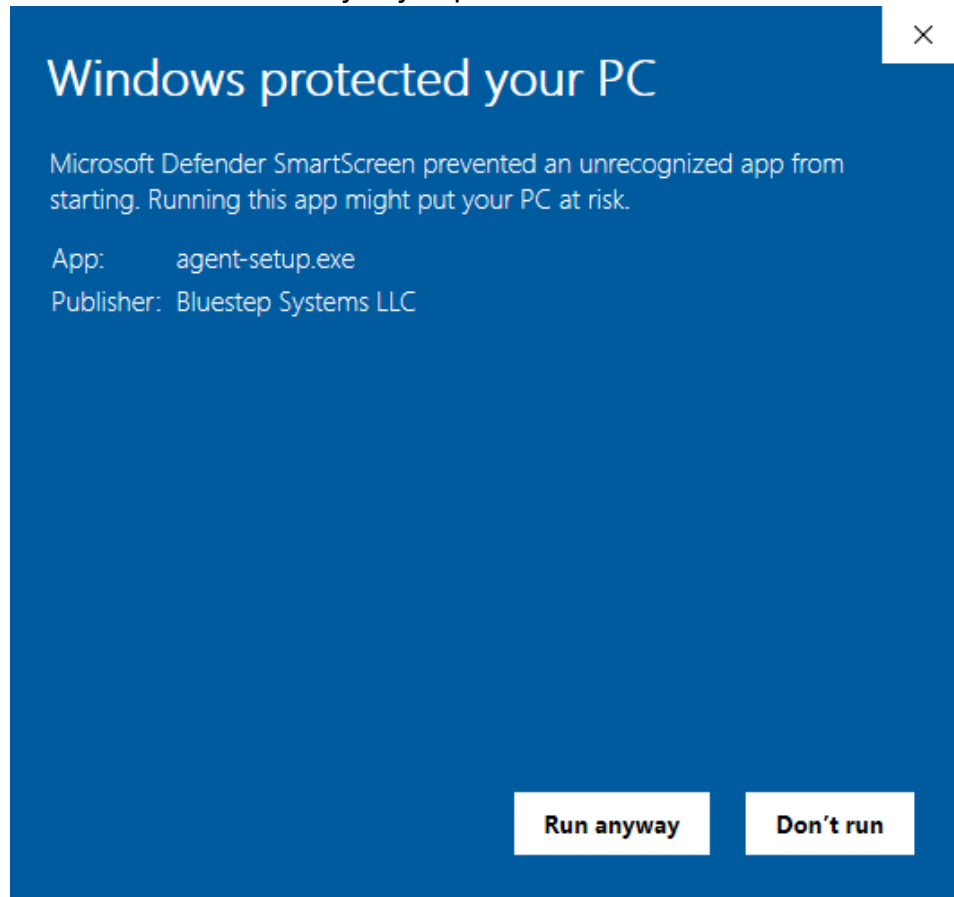 Windows protected your PC
Microsoft Defender SmartScreen prevented an unrecognized app from
starting. Running this app might put your PC at risk.
App: agent-setup.exe
Publisher: Bluestep Systems LLC
Run anyway Don’t run